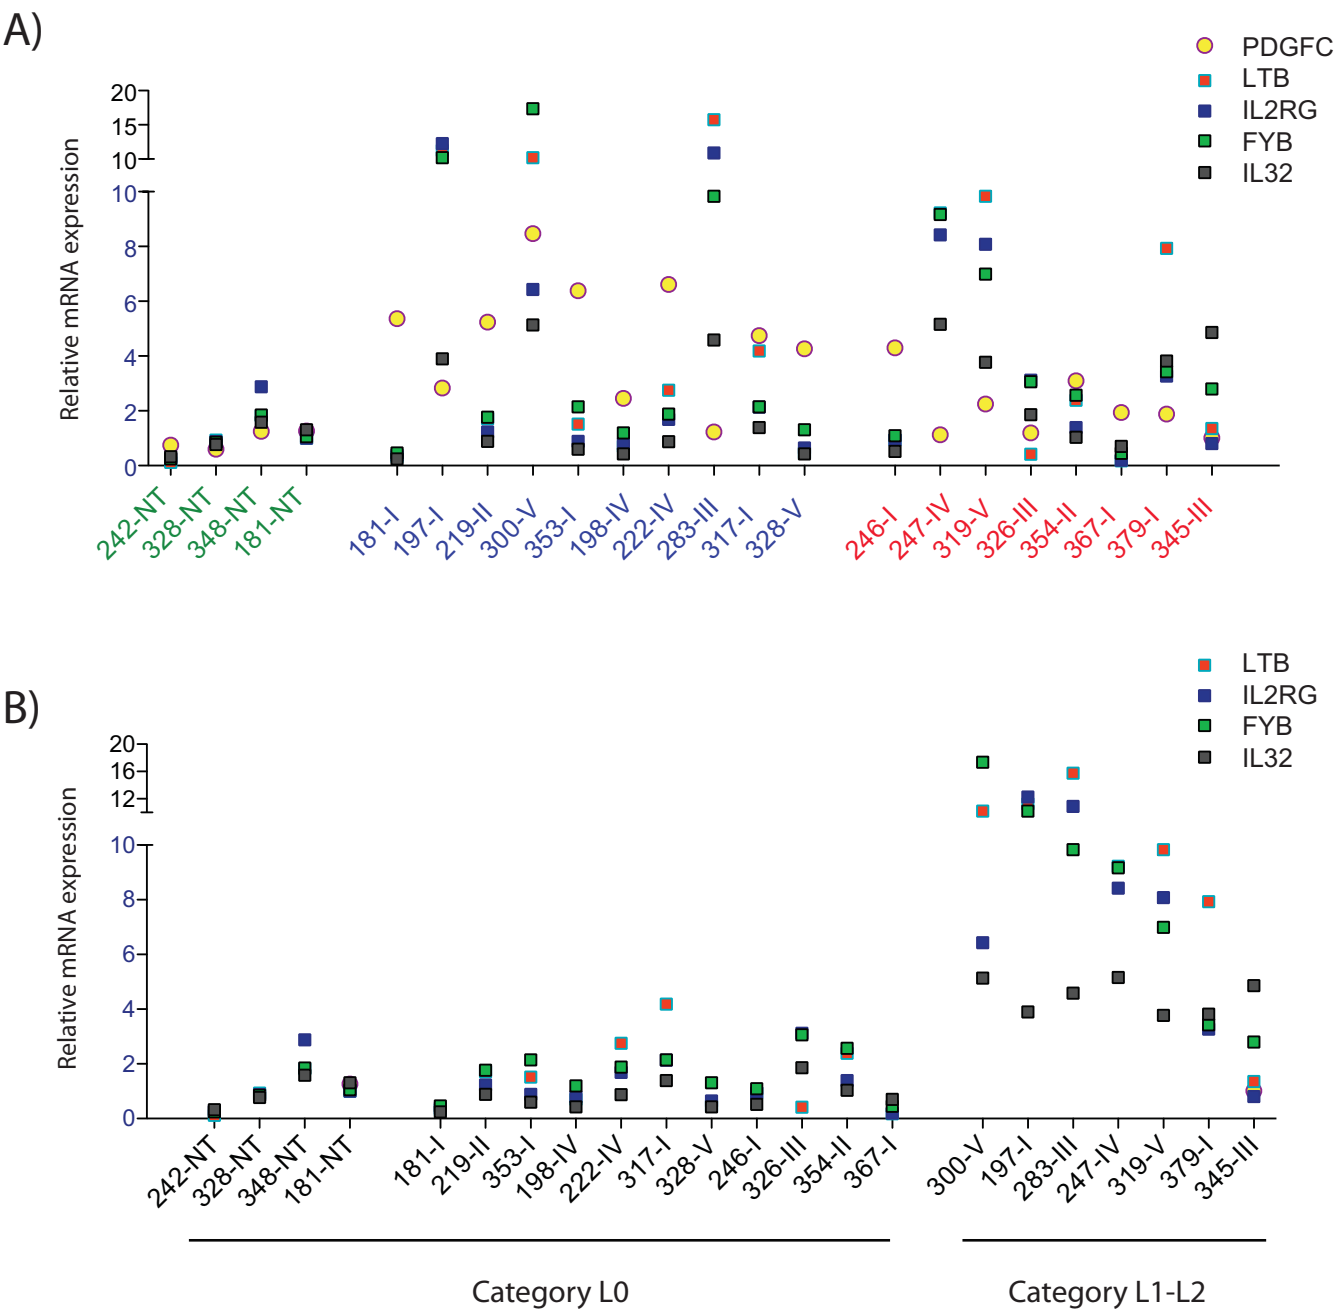 A)
PDGFC
LTB
IL2RG
FYB
IL32
Relative mRNA expression
20
15
10
10
8
6
4
2
0
242-NT 328-NT 348-NT 181-NT 181-I 197-I 219-II 300-V 353-I 198-IV 222-IV 283-III 317-I 328-V 246-I 247-IV 319-V 326-III 354-II 367-I 379-I 345-III
B)
LTB
IL2RG
FYB
IL32
Relative mRNA expression
20
16
12
10
8
6
4
2
0
242-NT 328-NT 348-NT 181-NT 181-I 219-II 353-I 198-IV 222-IV 317-I 328-V 246-I 326-III 354-II 367-I 300-V 197-I 283-III 247-IV 319-V 379-I 345-III
Category L0 Category L1-L2